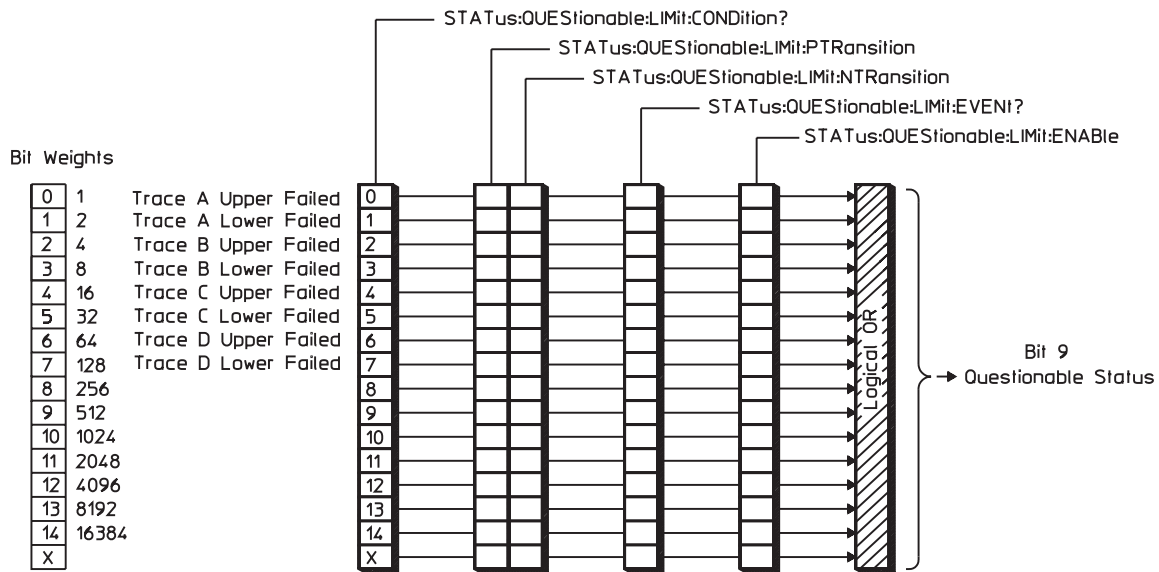 STATus:QUEStionable:LIMit:CONDition?
STATus:QUEStionable:LIMit:PTRansition
STATus:QUEStionable:LIMit:NTRansition
STATus:QUEStionable:LIMit:EVENt?
STATus:QUEStionable:LIMit:ENABle
Bit Weights
0 1 Trace A Upper Failed 0
1 2 Trace A Lower Failed 1
2 4 Trace B Upper Failed 2
3 8 Trace B Lower Failed 3
4 16 Trace C Upper Failed 4
5 32 Trace C Lower Failed 5
6 64 Trace D Upper Failed 6
7 128 Trace D Lower Failed 7
8 256 8
9 512 9
10 1024 10
11 2048 11
12 4096 12
13 8192 13
14 16384 14
X X
Logical OR
Bit 9
Questionable Status